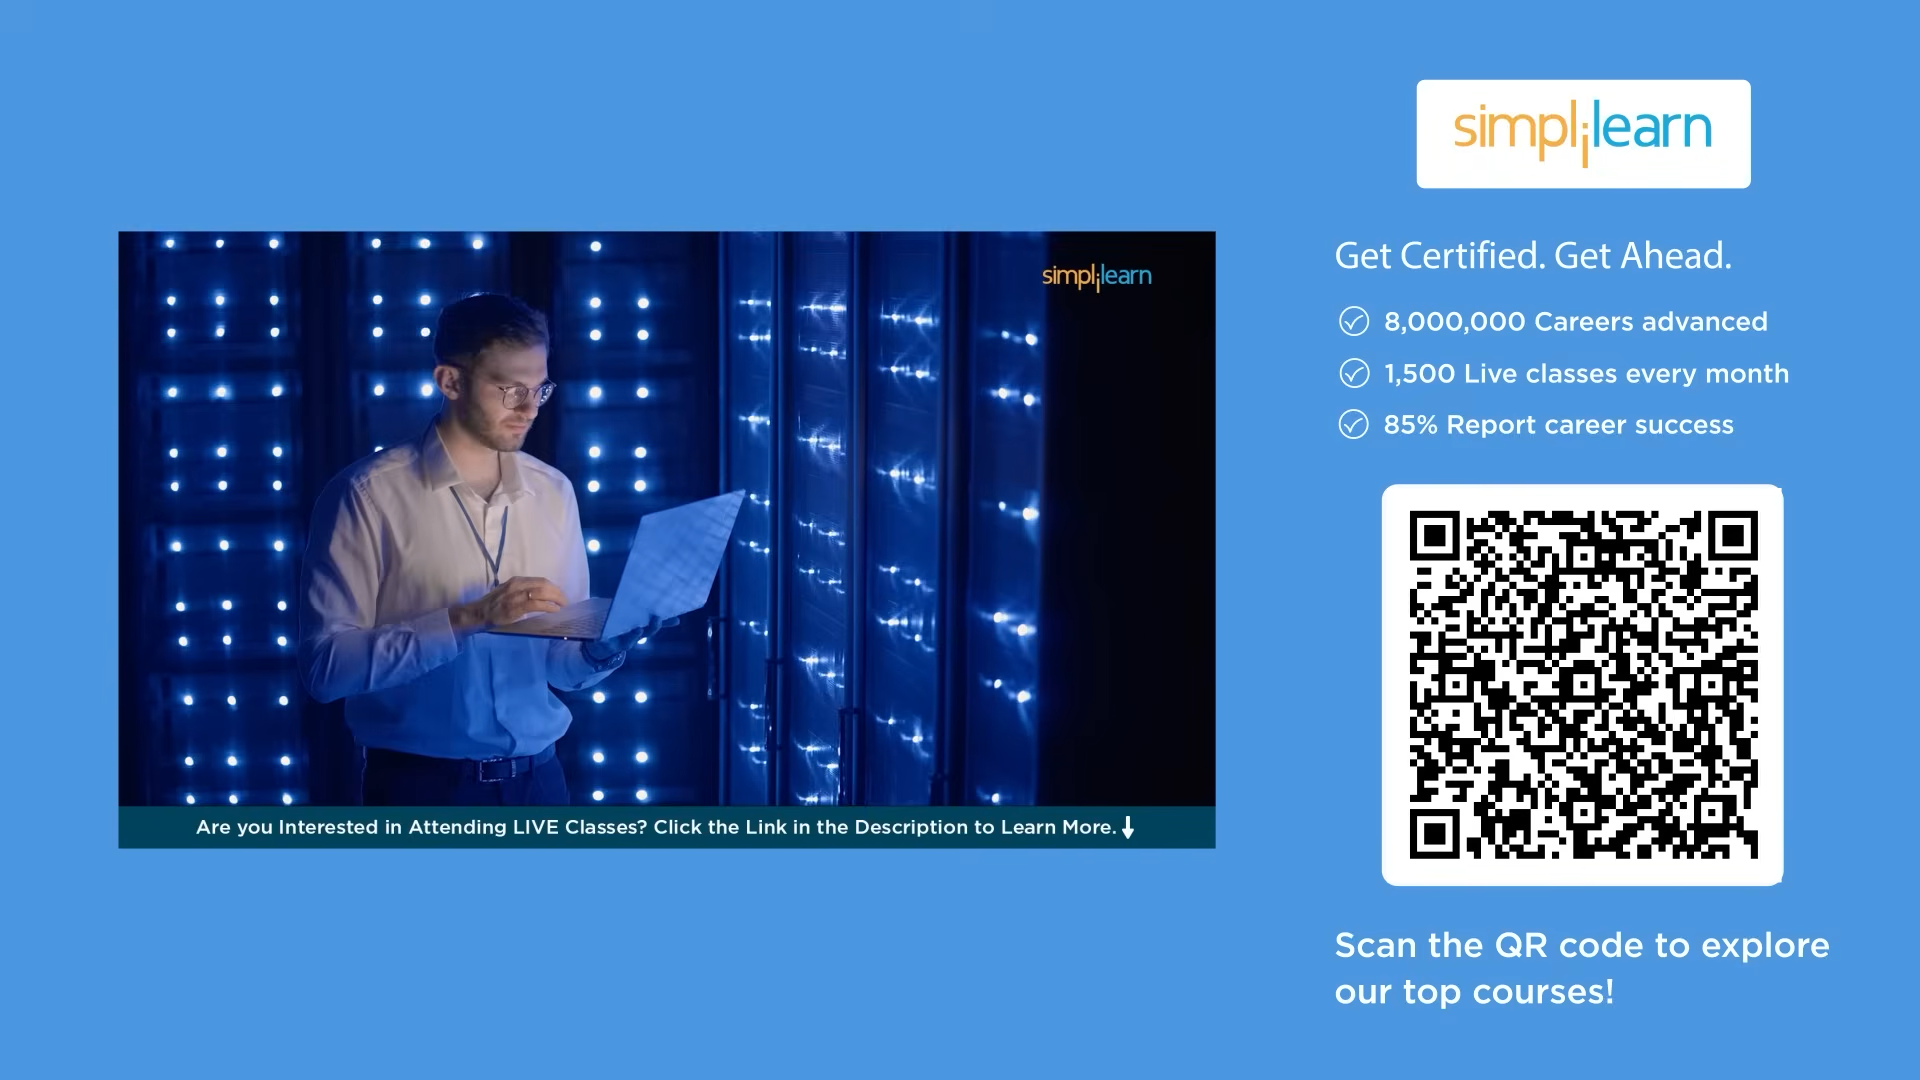 simplilearn
Get Certified. Get Ahead.
8,000,000 Careers advanced
1,500 Live classes every month
85% Report career success
simplilearn
Are you Interested in Attending LIVE Classes? Click the Link in the Description to Learn More.
Scan the QR code to explore
our top courses!